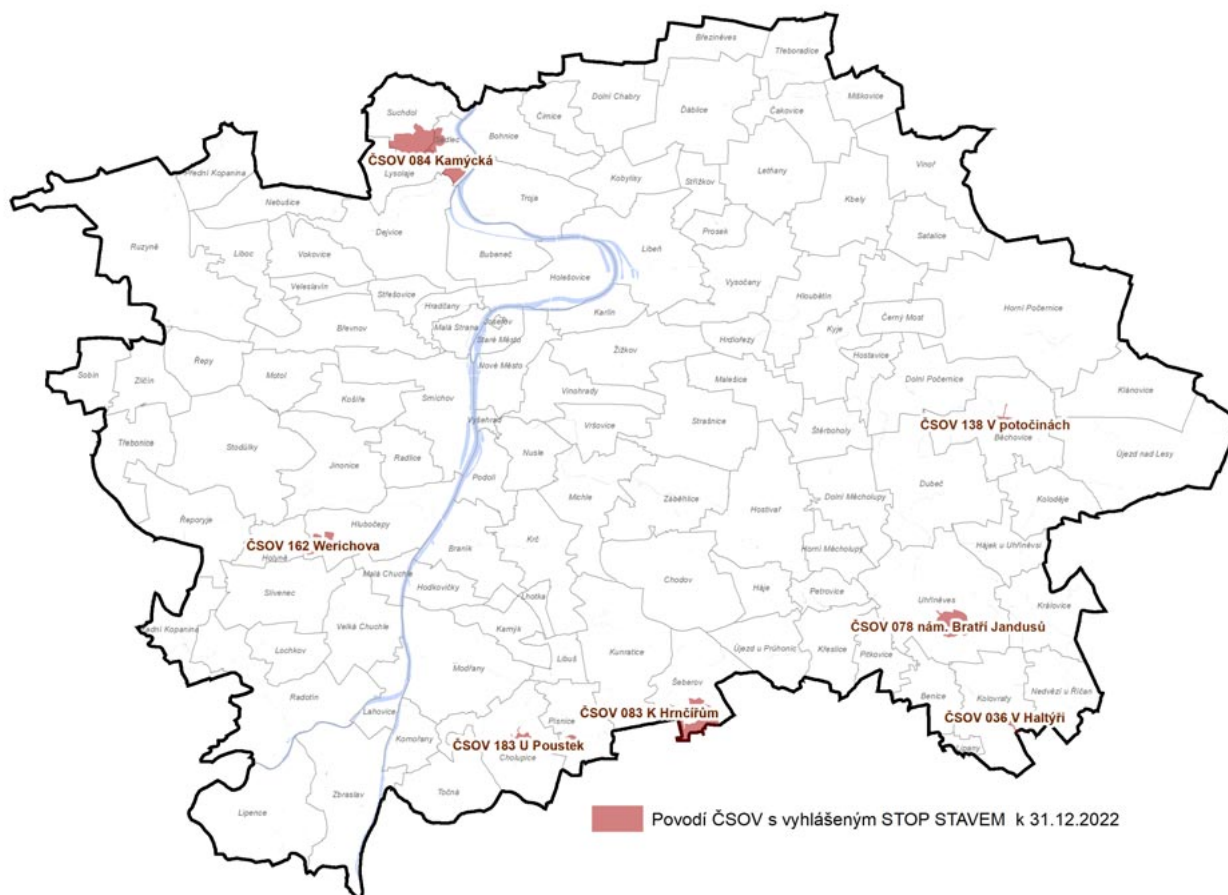 Březiněves
Třeboradice
Suchdol
Dolní Chabry
Ďáblice
Čakovice
Miškovice
Čimice
Bohnice
Sedlec
ČSOV 084 Kamýcká
Lysolaje
Přední Kopanina
Nebušice
Troja
Kobylisy
Střížkov
Letňany
Vinoř
Kbely
Dejvice
Ruzyně
Liboc
Vokovice
Bubeneč
Libeň
Prosek
Satalice
Veleslavín
Střešovice
Holešovice
Vysočany
Hloubětín
Horní Počernice
Hradčany
Josefov
Karlín
Černý Most
Břevnov
Malá Strana
Staré Město
Hrdlořezy
Kyje
Hostavice
Žižkov
Nové Město
Řepy
Sobín
Zličín
Motol
Košíře
Smíchov
Vinohrady
Malešice
Dolní Počernice
Klánovice
Vyšehrad
Vršovice
Strašnice
Štěrboholy
ČSOV 138 V potočinách
Běchovice
Třebonice
Stodůlky
Jinonice
Radlice
Podolí
Nusle
Újezd nad Lesy
Michle
Záběhlice
Dolní Měcholupy
Dubeč
Koloděje
Řeporyje
Hlubočepy
Hostivař
ČSOV 162 Werichova
Holyně
Braník
Krč
Horní Měcholupy
Hájek u Uhříněvsi
Malá Chuchle
Hodkovičky
Lhotka
Chodov
Háje
Petrovice
Slivenec
Uhříněves
Královice
Zadní Kopanina
Velká Chuchle
Kamýk
ČSOV 078 nám. Bratří Jandusů
Lochkov
Libuš
Kunratice
Újezd u Průhonic
Křeslice
Pitkovice
Modřany
Šeberov
Radotín
Lahovice
Benice
Kolovraty
Nedvězí u Říčan
ČSOV 083 K Hrnčířům
Písnice
ČSOV 036 V Haltýři
Komořany
ČSOV 183 U Poustek
Cholupice
Lipany
Zbraslav
Točná
Lipence
Povodí ČSOV s vyhlášeným STOP STAVEM k 31.12.2022